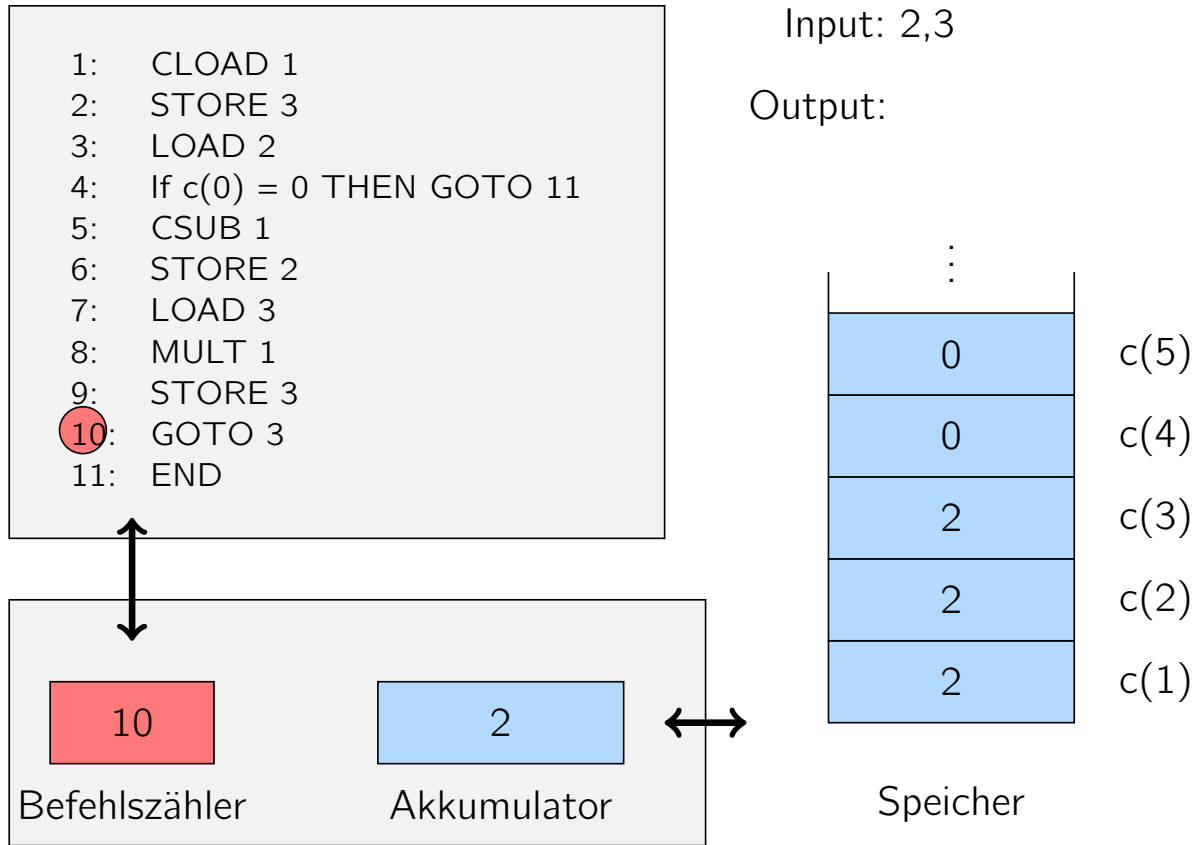 1: CLOAD 1
2: STORE 3
3: LOAD 2
4: If c(0) = 0 THEN GOTO 11
5: CSUB 1
6: STORE 2
7: LOAD 3
8: MULT 1
9: STORE 3
10: GOTO 3
11: END
Input: 2,3
Output:
⋮
0 c(5)
0 c(4)
2 c(3)
2 c(2)
2 c(1)
Speicher
10
Befehlszähler
2
Akkumulator